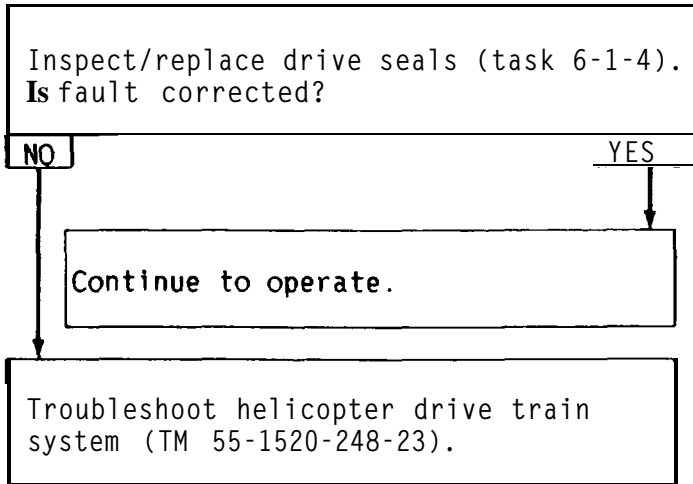 Inspect/replace drive seals (task 6-1-4).
Is fault corrected?
NO
YES
Continue to operate.
Troubleshoot helicopter drive train
system (TM 55-1520-248-23).